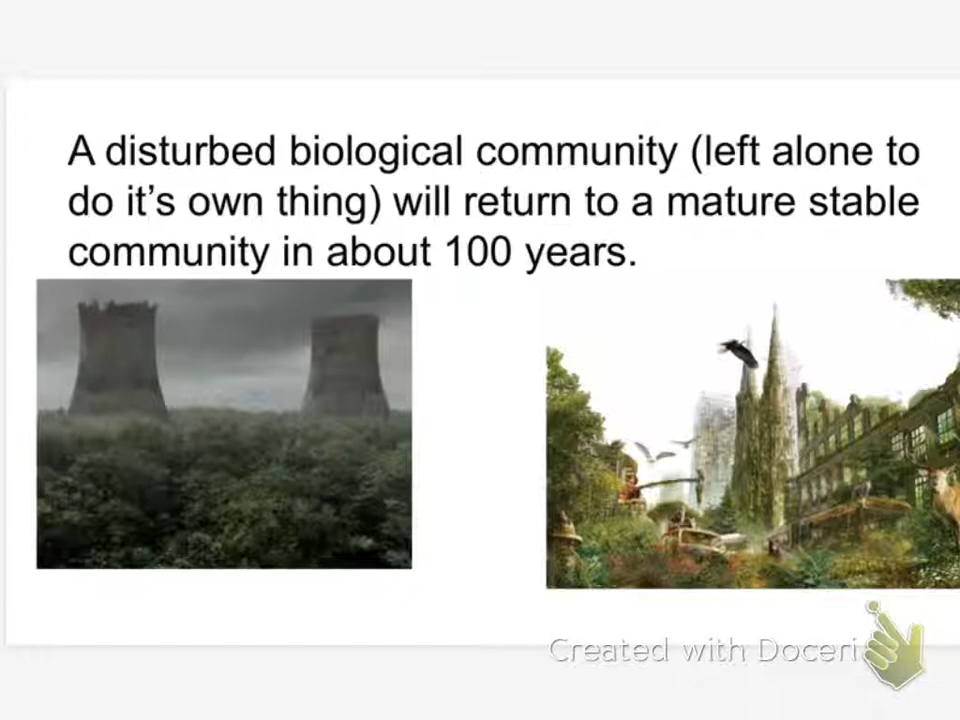 A disturbed biological community (left alone to
do it’s own thing) will return to a mature stable
community in about 100 years.
Created with Doceri